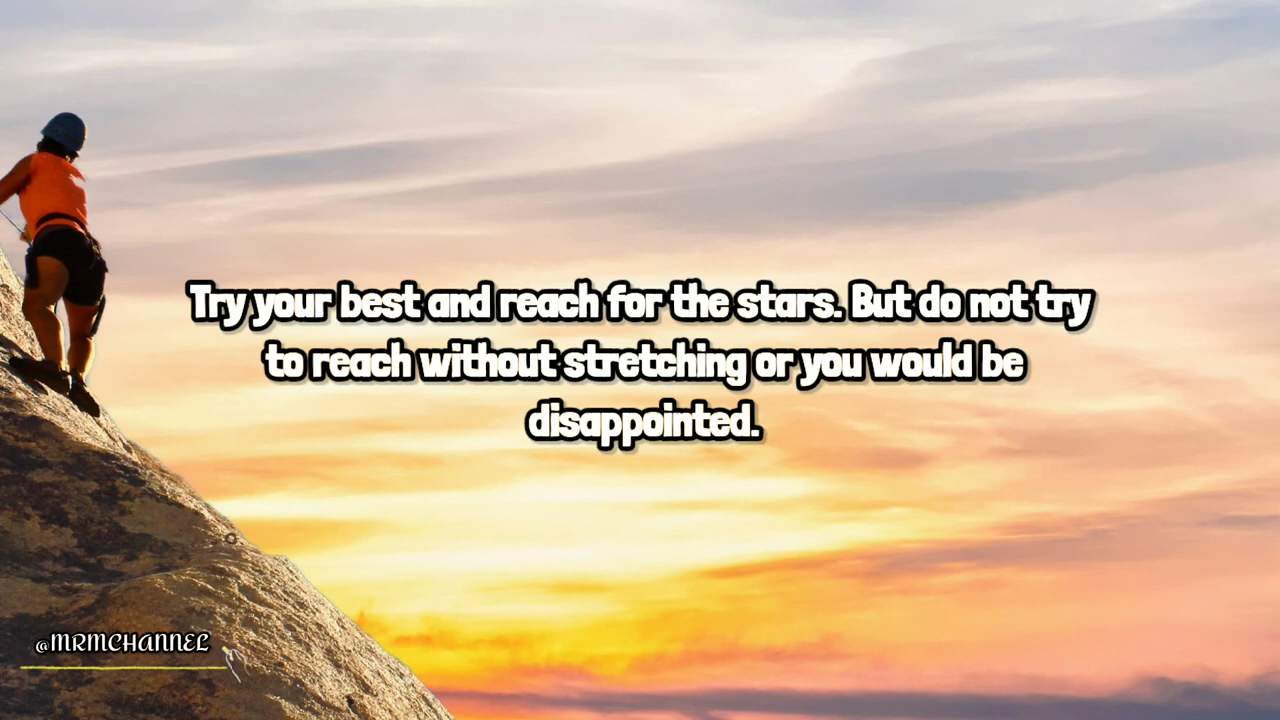 Try your best and reach for the stars. But do not try
to reach without stretching or you would be
disappointed.
@MRMCHANNEL